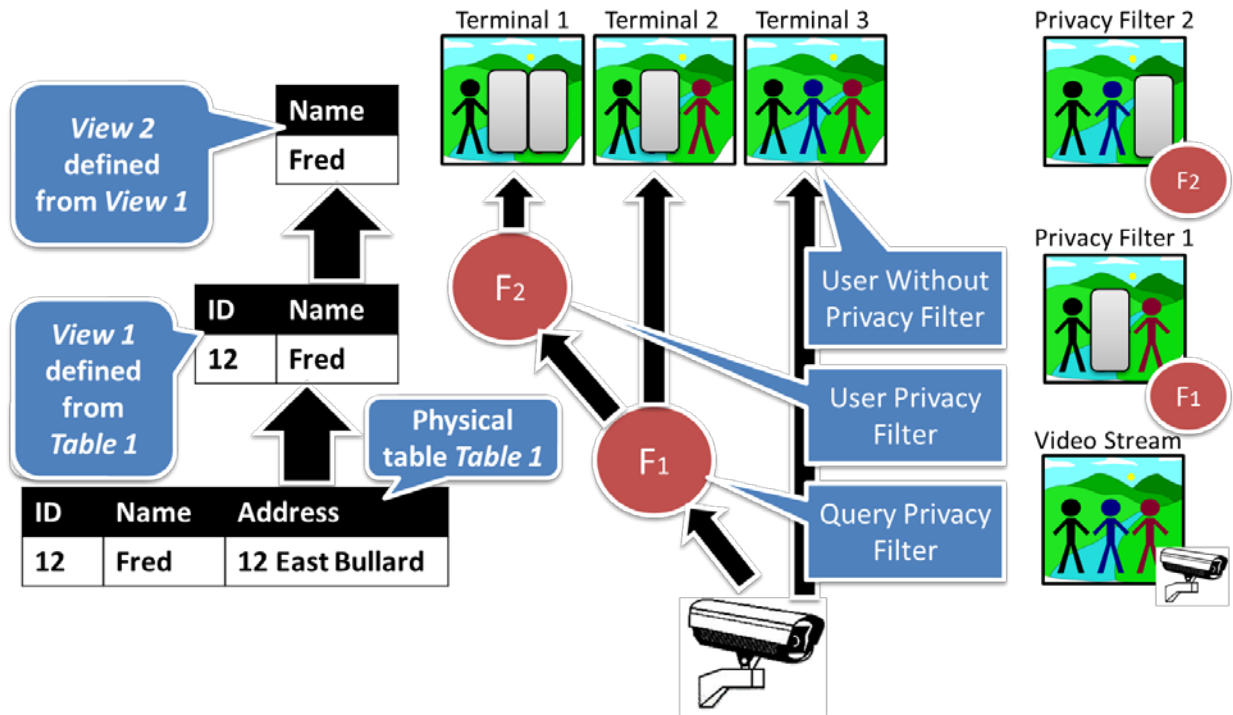 Terminal 1
Terminal 2
Terminal 3
Privacy Filter 2
View 2
defined
from View 1
Name
Fred
F2
F2
Privacy Filter 1
View 1
defined
from
Table 1
ID Name
12 Fred
User Without
Privacy Filter
User Privacy
Filter
F1
F1
Physical
table Table 1
Query Privacy
Filter
Video Stream
ID Name Address
12 Fred 12 East Bullard